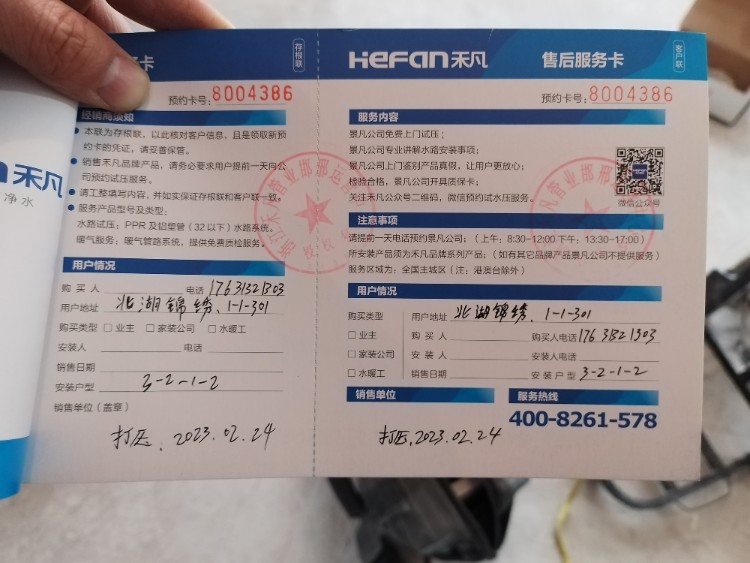 务卡
存根联
预约卡号：8004386
经销商须知
本联为存根联，以此核对客户信息，且是领取新预
约卡的凭证，请妥善保管。
销售禾凡品牌产品，请务必要求用户提前一天向公
司预约试压服务。
请工整填写内容，并如实保证存根联和客户联一致。
服务产品型号及类型：
水路试压：PPR 及铝塑管（32 以下）水路系统。
暖气服务：暖气管路系统，提供免费质检服务。
用户情况
购 买 人 电话 17631321303
用户地址 北湖锦绣、1-1-301
购买类型 □业主 □家装公司 □水暖工
安装人 电话
销售日期
安装户型 3-2-1-2
销售单位（盖章）
打压、2023.02.24
an禾凡
净水
HeFan禾凡 售后服务卡 客户联
预约卡号：8004386
服务内容
景凡公司免费上门试压；
景凡公司专业讲解水路安装事项；
景凡公司上门鉴别产品真假，让用户更放心；
检验合格，景凡公司开具质保卡；
关注禾凡公众号二维码，微信预约试水压服务。
微信公众号
注意事项
请提前一天电话预约景凡公司；（上午：8:30-12:00 下午：13:30-17:00）
所安装产品须为禾凡品牌系列产品；（如有其它品牌产品景凡公司不提供服务）
服务区域为：全国主城区（注：港澳台除外）
用户情况
购买类型 用户地址 北湖锦绣、1-1-301
□ 业主 购 买 人 购买人电话 17631321303
□ 家装公司 安 装 人 安装人电话
□ 水暖工 销售日期 安 装 户 型 3-2-1-2
销售单位 服务热线
400-8261-578
打压，2023.02.24